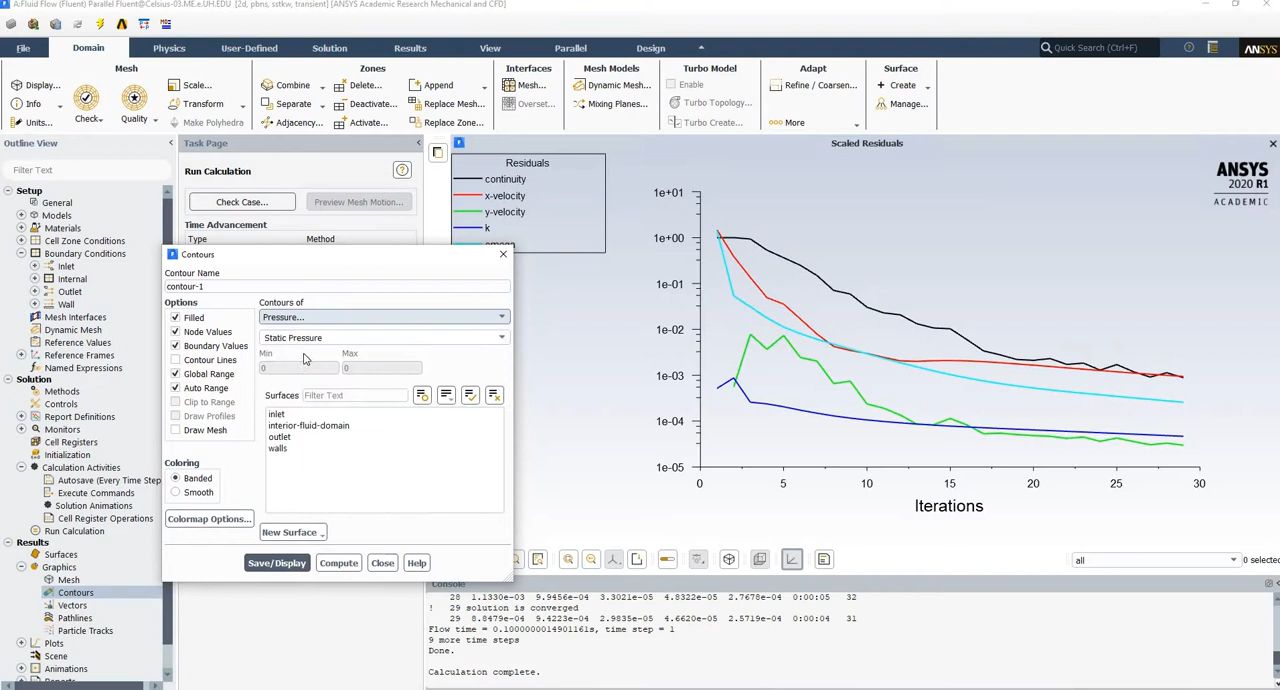 A:Fluid Flow (Fluent) Parallel Fluent@Celsius-03.ME.e.UH.EDU [2d, pbns, sstkw, transient] [ANSYS Academic Research Mechanical and CFD]
File Domain Physics User-Defined Solution Results View Parallel Design Quick Search (Ctrl+F) ANSYS
Mesh Zones Interfaces Mesh Models Turbo Model Adapt Surface
Display... Scale... Combine Delete... Append Mesh... Dynamic Mesh... Enable Refine / Coarsen... + Create
Info Transform Separate Deactivate... Replace Mesh... Overset... Mixing Planes... Turbo Topology... Manage...
Units... Check Quality Make Polyhedra Adjacency... Activate... Replace Zone... Turbo Create... More
Outline View
Filter Text
Setup
General
Models
Materials
Cell Zone Conditions
Boundary Conditions
Inlet
Internal
Outlet
Wall
Mesh Interfaces
Dynamic Mesh
Reference Values
Reference Frames
Named Expressions
Solution
Methods
Controls
Report Definitions
Monitors
Cell Registers
Initialization
Calculation Activities
Autosave (Every Time Step
Execute Commands
Solution Animations
Cell Register Operations
Run Calculation
Results
Surfaces
Graphics
Mesh
Contours
Vectors
Pathlines
Particle Tracks
Plots
Scene
Animations
Task Page
Run Calculation
Check Case... Preview Mesh Motion...
Time Advancement
Type Method
Contours
Contour Name
contour-1
Options
Filled
Node Values
Boundary Values
Contour Lines
Global Range
Auto Range
Clip to Range
Draw Profiles
Draw Mesh
Coloring
Banded
Smooth
Colormap Options...
Contours of
Pressure...
Static Pressure
Min Max
0 0
Surfaces Filter Text
inlet
interior-fluid-domain
outlet
walls
New Surface
Save/Display Compute Close Help
Scaled Residuals
Residuals
continuity
x-velocity
y-velocity
k
omega
ANSYS
2020 R1
ACADEMIC
1e+01
1e+00
1e-01
1e-02
1e-03
1e-04
1e-05
0 5 10 15 20 25 30
Iterations
all 0 selected
Console
28 1.1330e-03 9.9456e-04 3.3021e-05 4.8322e-05 2.7678e-04 0:00:05 32
! 29 solution is converged
29 8.8479e-04 9.4223e-04 2.9835e-05 4.6620e-05 2.5719e-04 0:00:04 31
Flow time = 0.1000000014901161s, time step = 1
9 more time steps
Done.
Calculation complete.